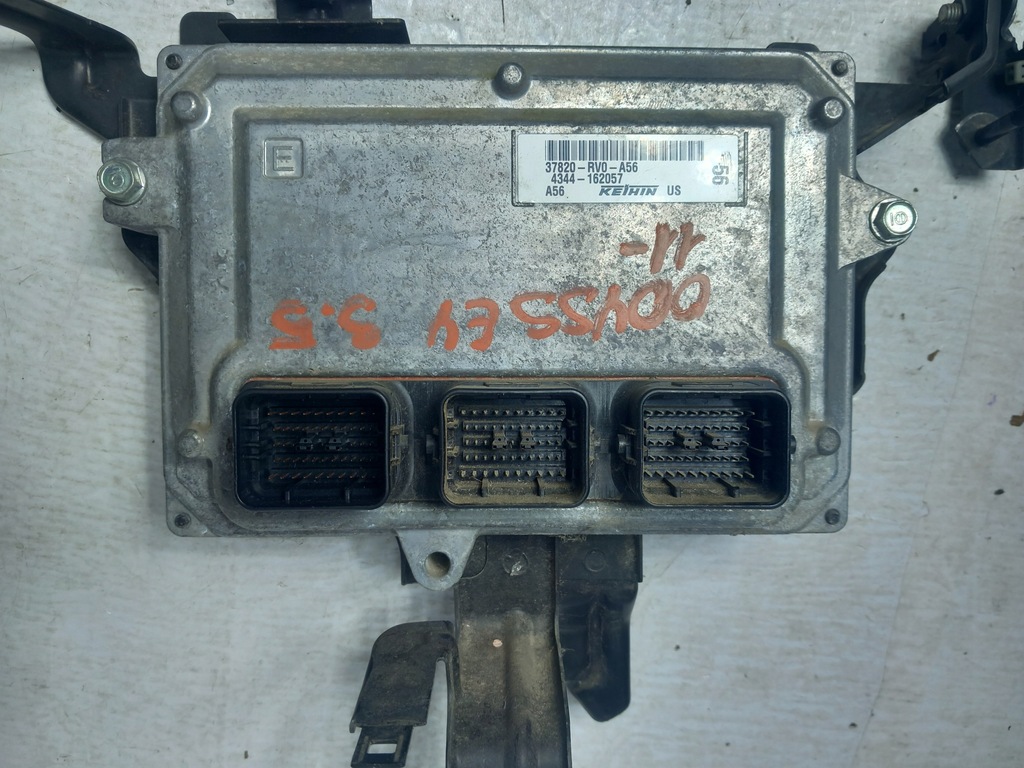 37820-RV0-A56
4344-162057
A56 KEIHIN US
56
11-
ODYSSEY 3.5
E